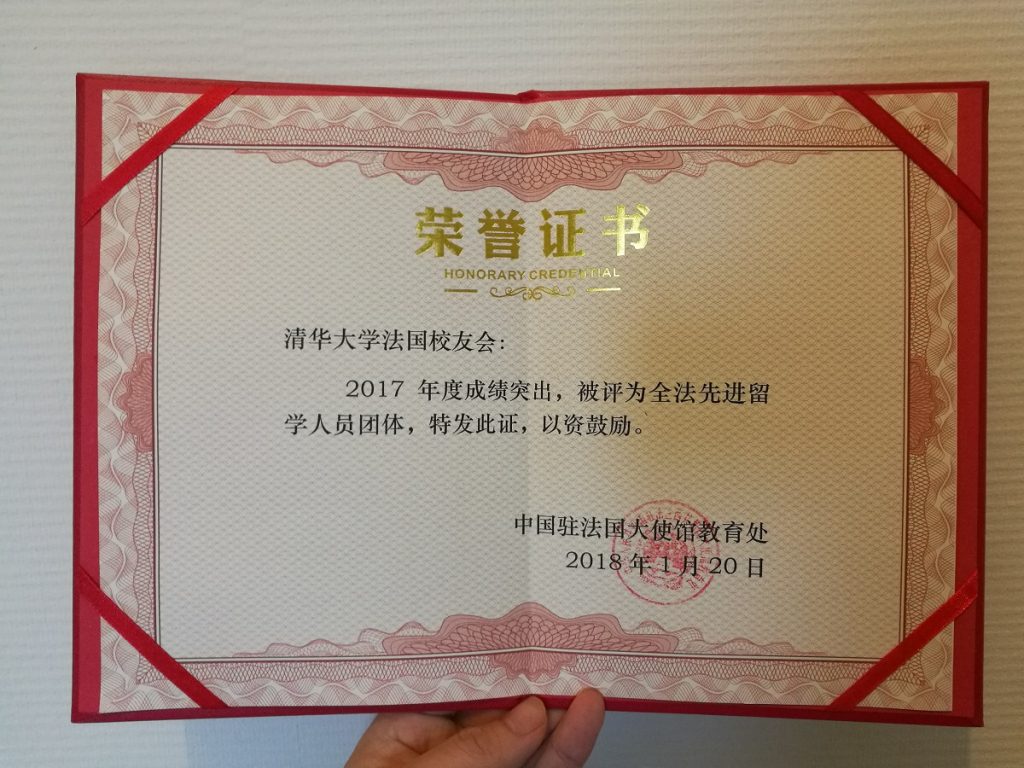 荣誉证书
HONORARY CREDENTIAL
清华大学法国校友会：
2017 年度成绩突出，被评为全法先进留
学人员团体，特发此证，以资鼓励。
中国驻法国大使馆教育处
2018 年 1 月 20 日